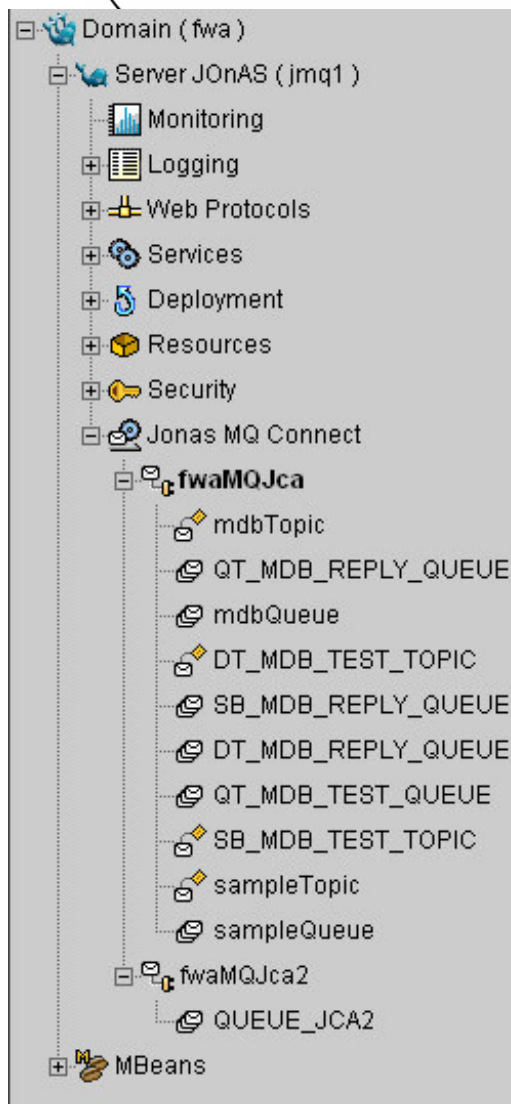 Domain ( fwa )
Server JOnAS ( jmq1 )
Monitoring
Logging
Web Protocols
Services
Deployment
Resources
Security
Jonas MQ Connect
fwaMQJca
mdbTopic
QT_MDB_REPLY_QUEUE
mdbQueue
DT_MDB_TEST_TOPIC
SB_MDB_REPLY_QUEUE
DT_MDB_REPLY_QUEUE
QT_MDB_TEST_QUEUE
SB_MDB_TEST_TOPIC
sampleTopic
sampleQueue
fwaMQJca2
QUEUE_JCA2
MBeans